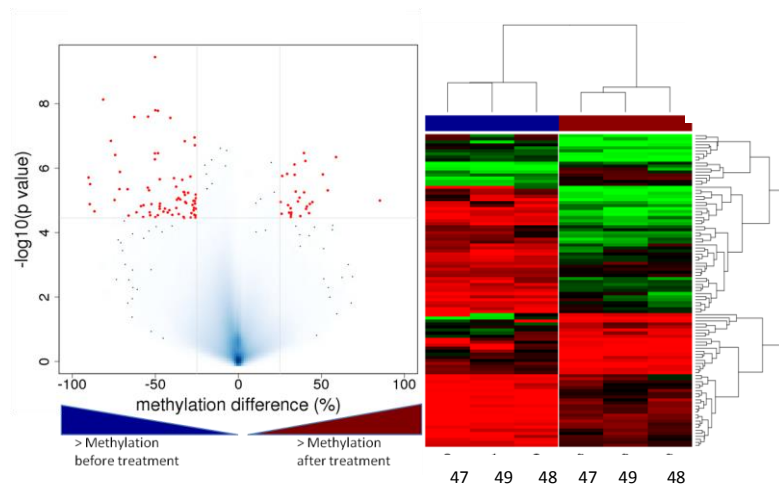 -log10(p value)
8
6
4
2
0
-100 -50 0 50 100
methylation difference (%)
> Methylation
before treatment
> Methylation
after treatment
47 49 48 47 49 48